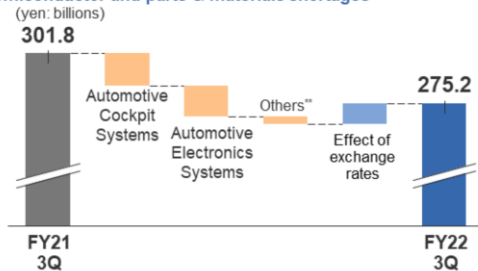 (yen: billions)
301.8
275.2
Automotive
Cockpit
Systems
Automotive
Electronics
Systems
Others**
Effect of
exchange
rates
FY21
3Q
FY22
3Q